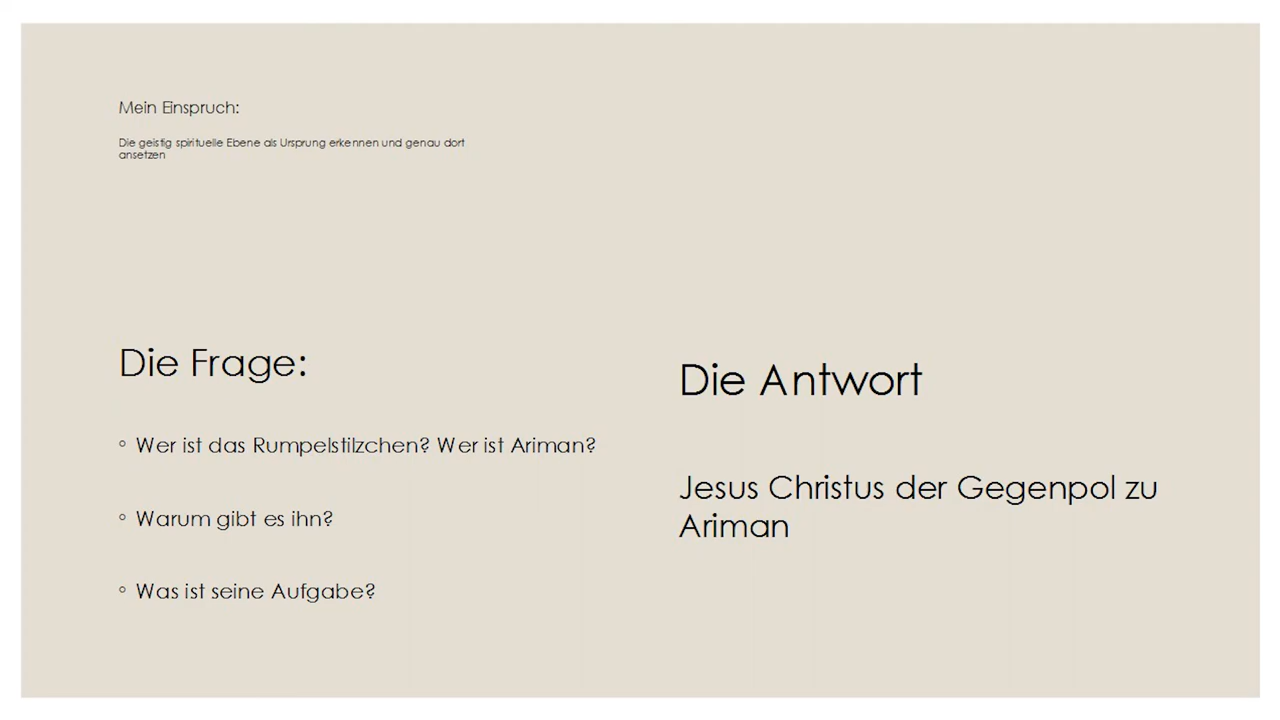 Mein Einspruch:
Die geistig spirituelle Ebene als Ursprung erkennen und genau dort
ansetzen
Die Frage:
◦ Wer ist das Rumpelstilzchen? Wer ist Ariman?
◦ Warum gibt es ihn?
◦ Was ist seine Aufgabe?
Die Antwort
Jesus Christus der Gegenpol zu
Ariman